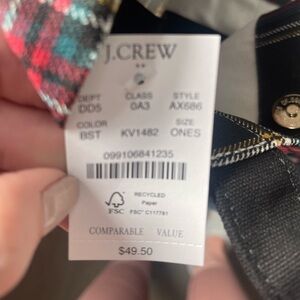 J.CREW
DEPT CLASS STYLE
DD5 0A3 AX686
COLOR SIZE
BST KV1482 ONES
099106841235
RECYCLED
Paper
FSC FSC® C117781
COMPARABLE VALUE
$49.50